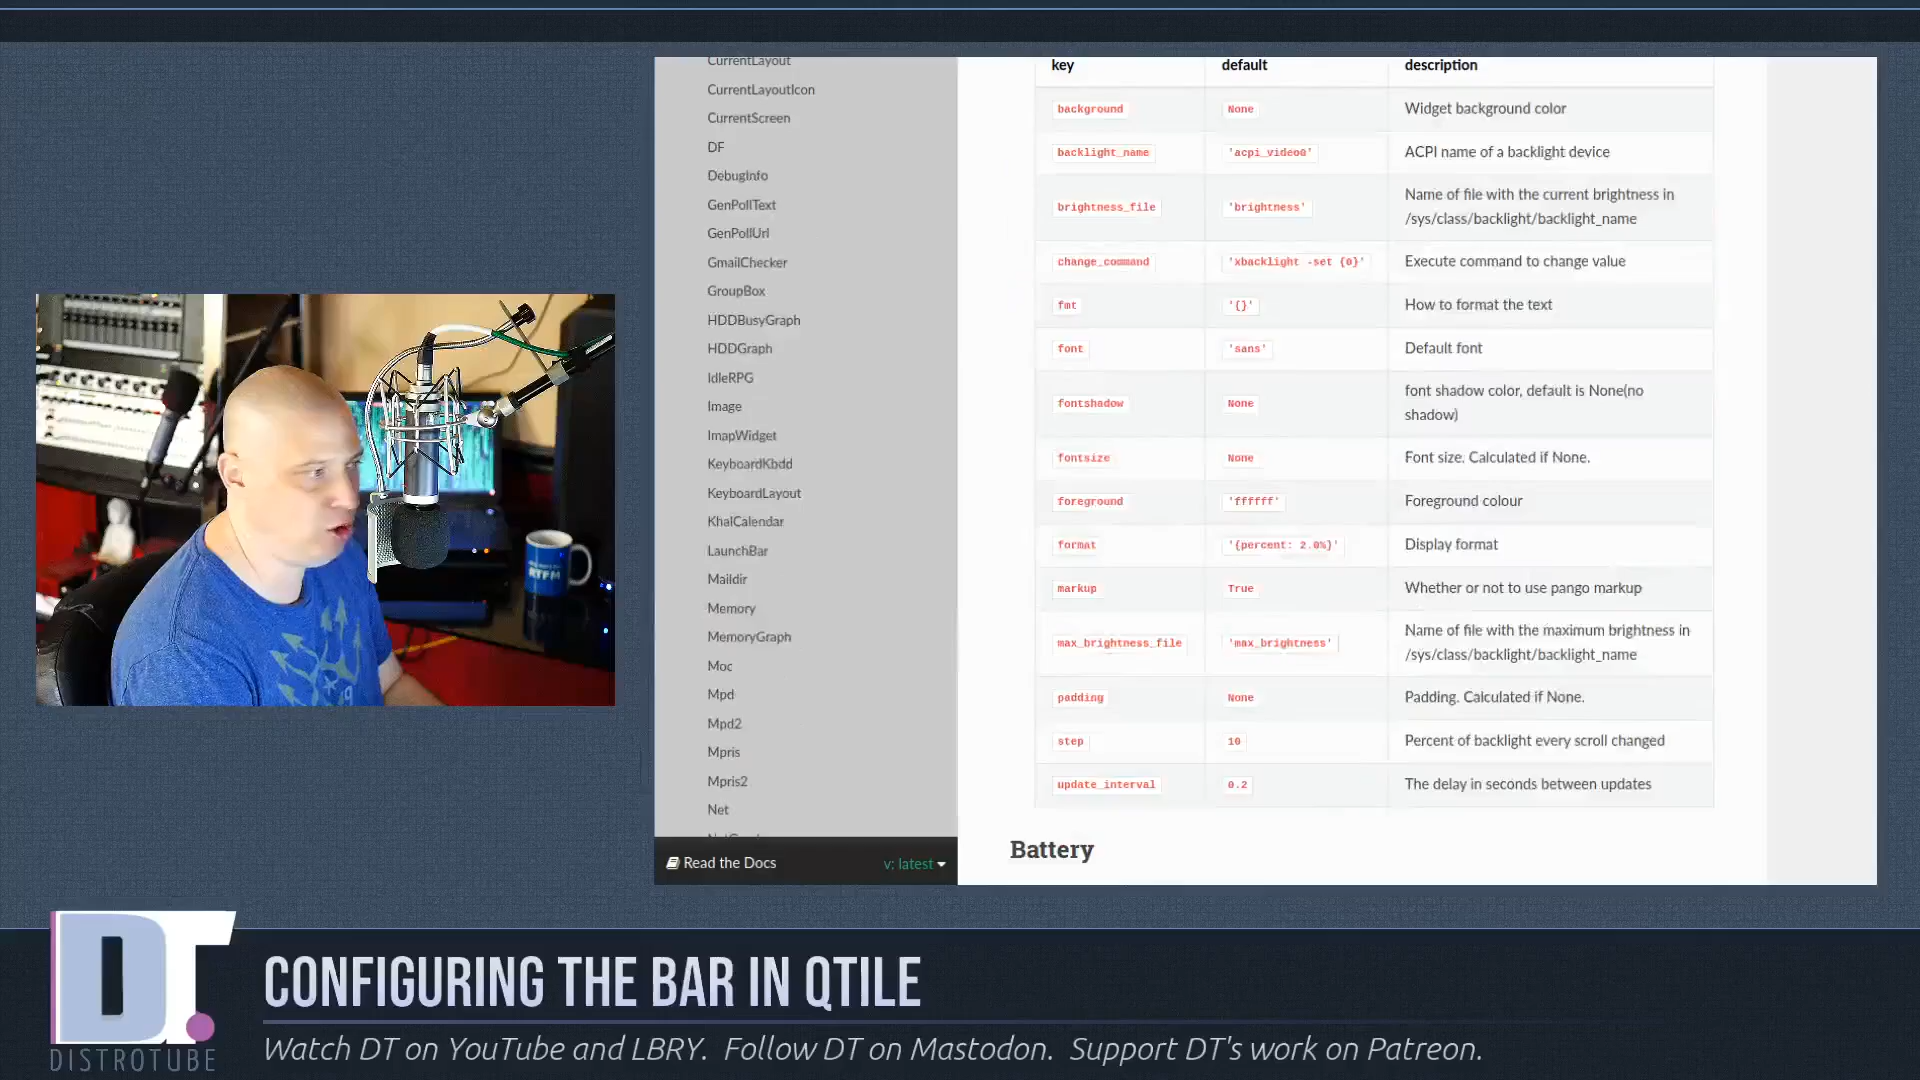 CurrentLayout
CurrentLayoutIcon
CurrentScreen
DF
DebugInfo
GenPollText
GenPollUrl
GmailChecker
GroupBox
HDDBusyGraph
HDDGraph
IdleRPG
Image
ImapWidget
KeyboardKbdd
KeyboardLayout
KhalCalendar
LaunchBar
Maildir
Memory
MemoryGraph
Moc
Mpd
Mpd2
Mpris
Mpris2
Net
Read the Docs v: latest
key default description
background None Widget background color
backlight_name 'acpi_video0' ACPI name of a backlight device
brightness_file 'brightness' Name of file with the current brightness in
/sys/class/backlight/backlight_name
change_command 'xbacklight -set {0}' Execute command to change value
fmt '{}' How to format the text
font 'sans' Default font
fontshadow None font shadow color, default is None(no
shadow)
fontsize None Font size. Calculated if None.
foreground 'ffffff' Foreground colour
format '{percent: 2.0%}' Display format
markup True Whether or not to use pango markup
max_brightness_file 'max_brightness' Name of file with the maximum brightness in
/sys/class/backlight/backlight_name
padding None Padding. Calculated if None.
step 10 Percent of backlight every scroll changed
update_interval 0.2 The delay in seconds between updates
Battery
RTFM
DT
DISTROTUBE
CONFIGURING THE BAR IN QTILE
Watch DT on YouTube and LBRY. Follow DT on Mastodon. Support DT's work on Patreon.